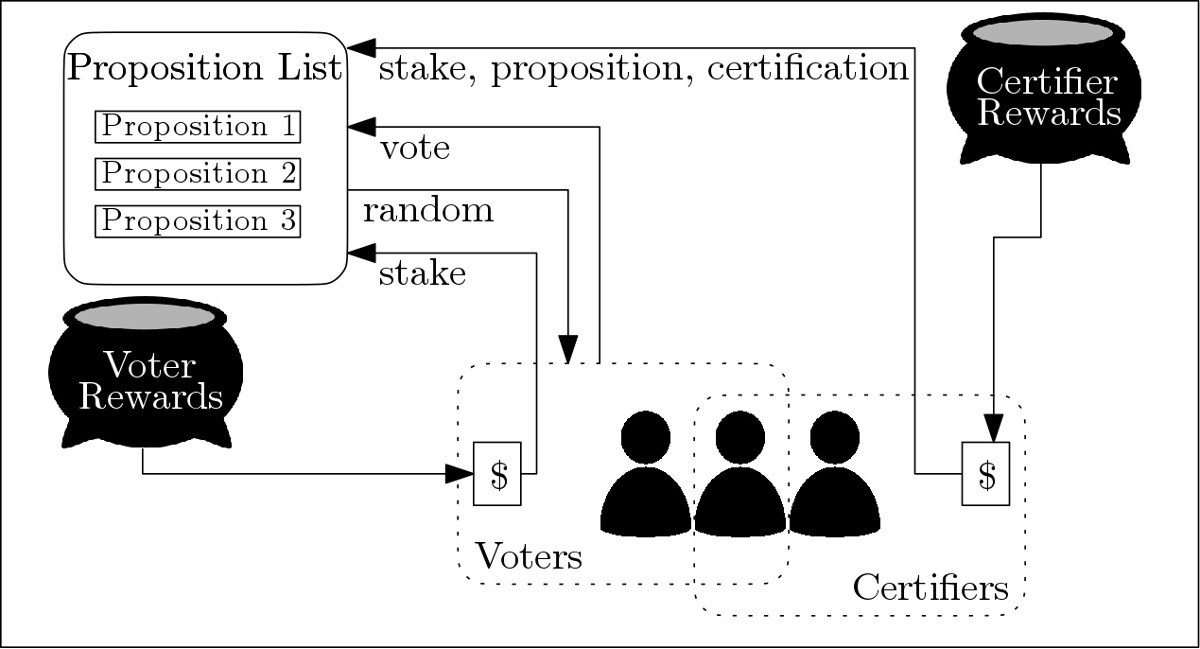 Proposition List
Proposition 1
Proposition 2
Proposition 3
stake, proposition, certification
vote
random
stake
Certifier
Rewards
Voter
Rewards
$
Voters
$
Certifiers